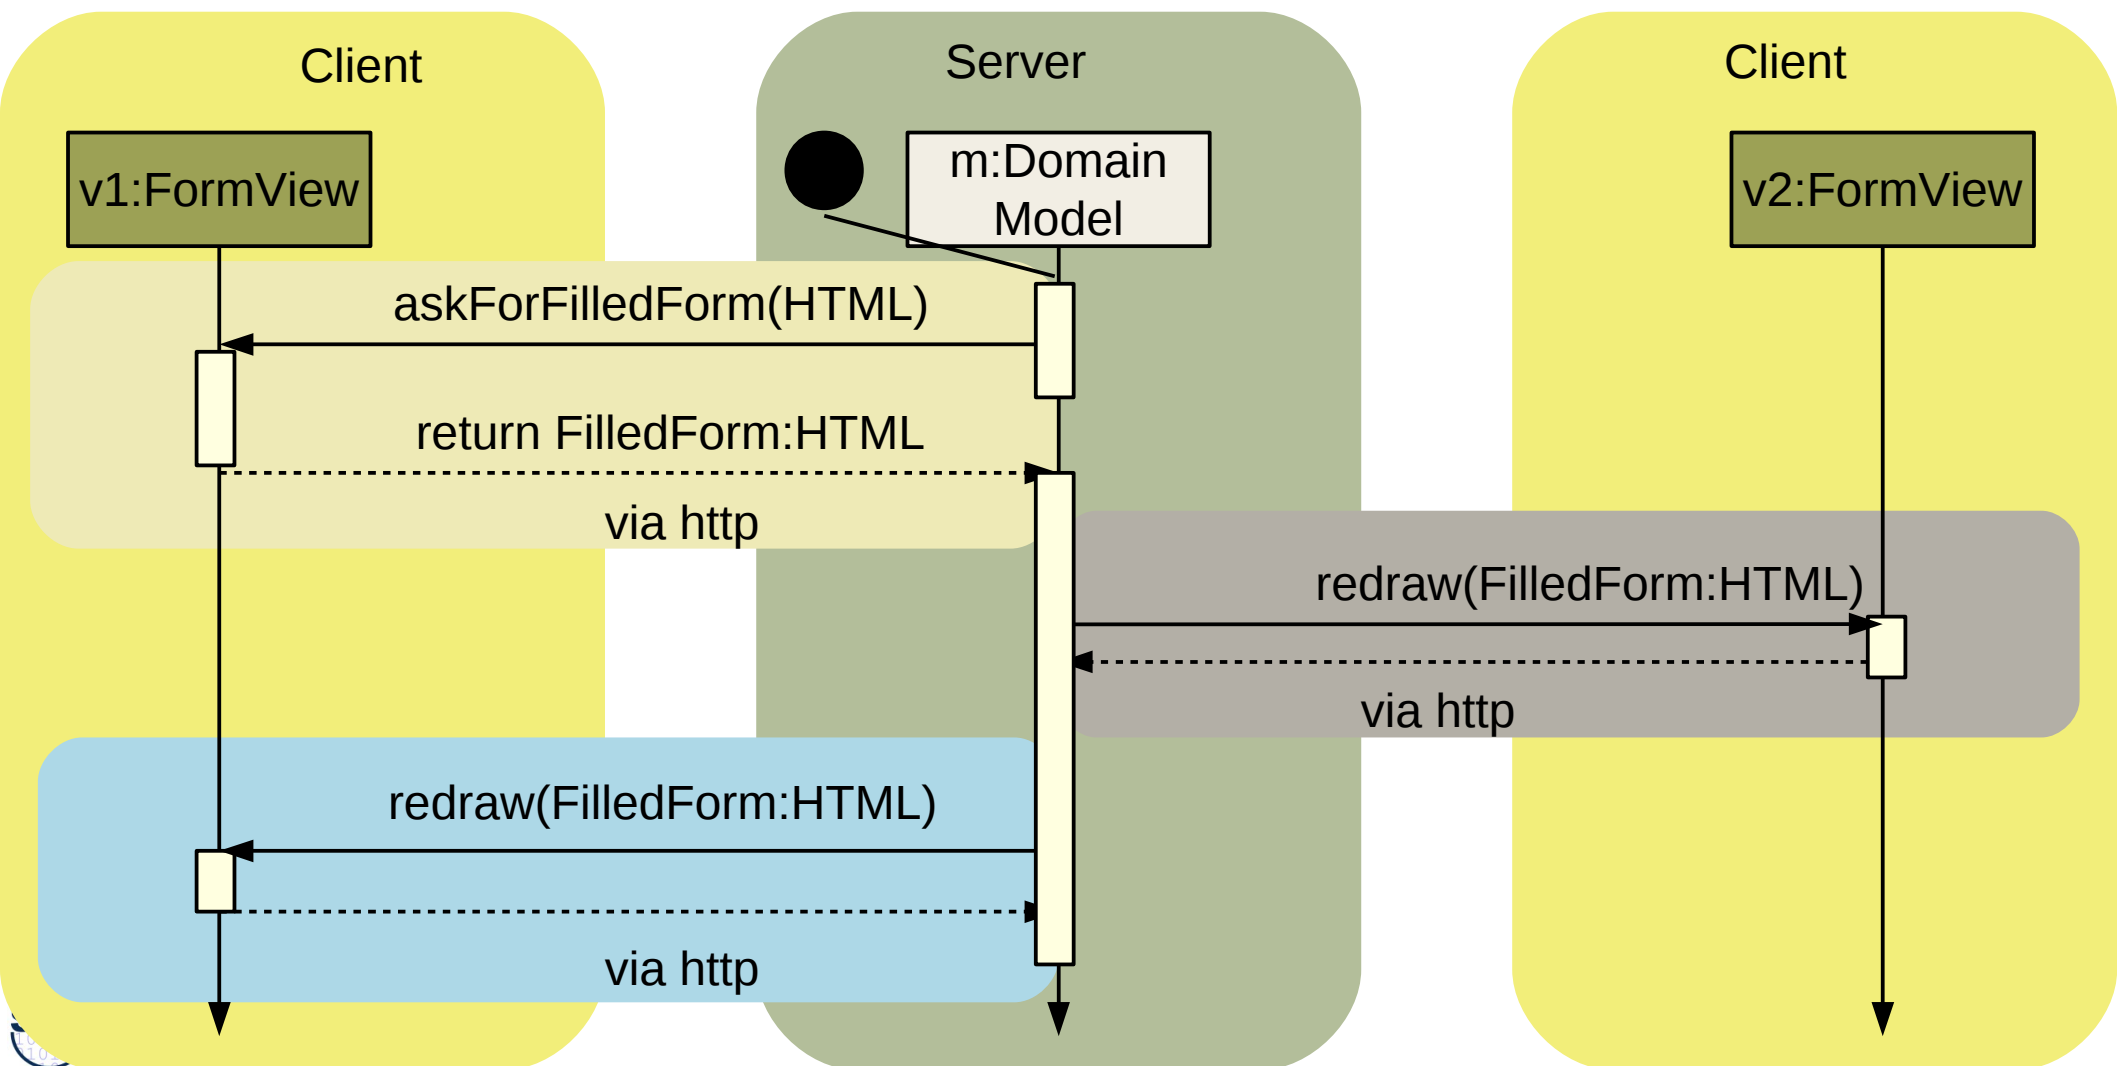 Client
Server
Client
v1:FormView
m:Domain
Model
v2:FormView
askForFilledForm(HTML)
return FilledForm:HTML
via http
redraw(FilledForm:HTML)
via http
redraw(FilledForm:HTML)
via http